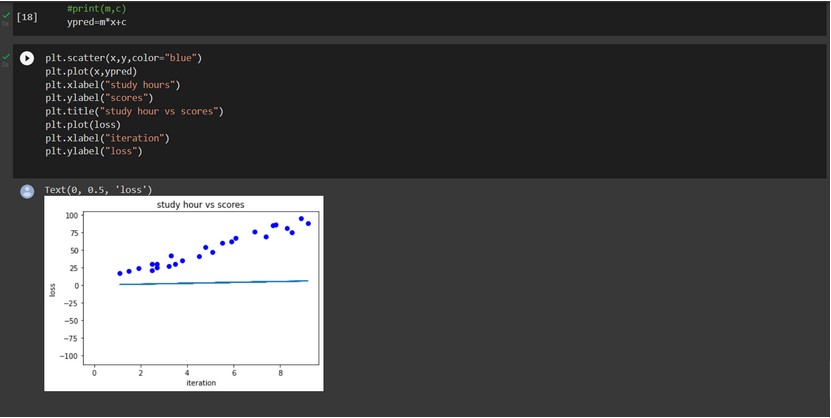 #print(m,c)
[18] ypred=m*x+c
plt.scatter(x,y,color="blue")
plt.plot(x,ypred)
plt.xlabel("study hours")
plt.ylabel("scores")
plt.title("study hour vs scores")
plt.plot(loss)
plt.xlabel("iteration")
plt.ylabel("loss")
Text(0, 0.5, 'loss')
study hour vs scores
100
75
50
25
0
−25
−50
−75
−100
loss
0 2 4 6 8
iteration